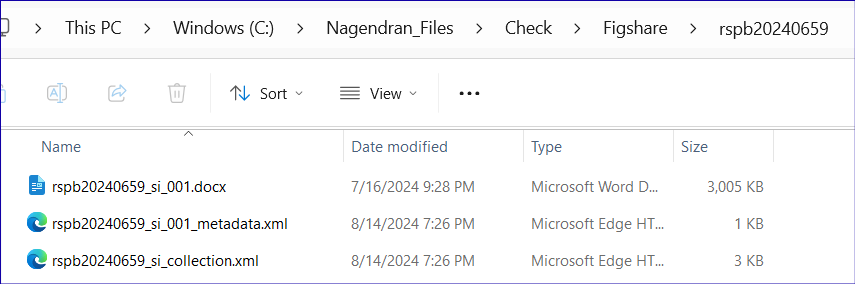 This PC > Windows (C:) > Nagendran_Files > Check > Figshare > rspb20240659
Sort View
Name Date modified Type Size
rspb20240659_si_001.docx 7/16/2024 9:28 PM Microsoft Word D... 3,005 KB
rspb20240659_si_001_metadata.xml 8/14/2024 7:26 PM Microsoft Edge HT... 1 KB
rspb20240659_si_collection.xml 8/14/2024 7:26 PM Microsoft Edge HT... 3 KB